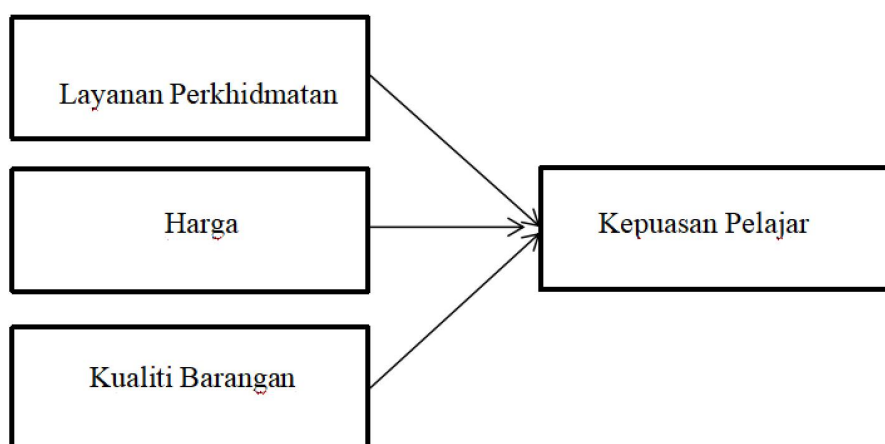 Layanan Perkhidmatan
Harga
Kepuasan Pelajar
Kualiti Barangan